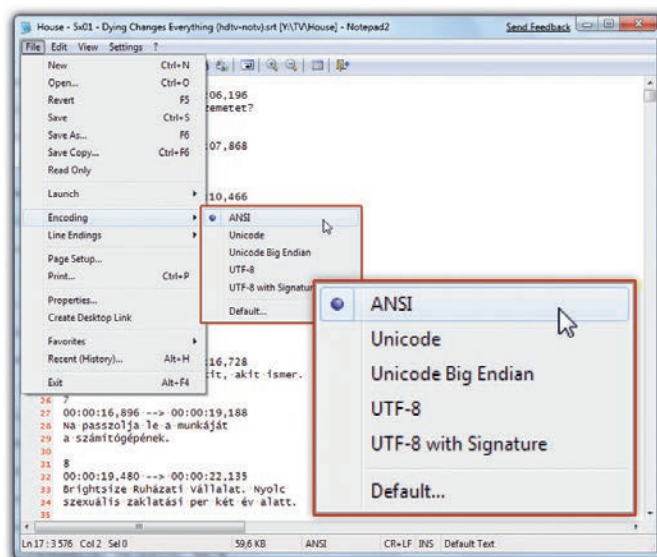 House - 5x01 - Dying Changes Everything (hdtv-notv).srt [Y:\TV\House] - Notepad2
Send Feedback
File Edit View Settings ?
New Ctrl+N
Open... Ctrl+O
Revert F5
Save Ctrl+S
Save As... F6
Save Copy... Ctrl+F6
Read Only
Launch
Encoding
Line Endings
Page Setup...
Print... Ctrl+P
Properties...
Create Desktop Link
Favorites
Recent (History)... Alt+H
Exit Alt+F4
:06,196
:07,868
:10,466
ANSI
Unicode
Unicode Big Endian
UTF-8
UTF-8 with Signature
Default...
ANSI
Unicode
Unicode Big Endian
UTF-8
UTF-8 with Signature
Default...
:16,728
akit ismer.
26 7
27 00:00:16,896 --> 00:00:19,188
28 Na passzolja le a munkáját
29 a számítógépének.
30
31 8
32 00:00:19,480 --> 00:00:22,135
33 Brightsize Ruházati Vállalat. Nyolc
34 szexuális zaklatási per két év alatt.
35
Ln 17 : 3 576 Col 2 Sel 0 59,6 KB ANSI CR+LF INS Default Text